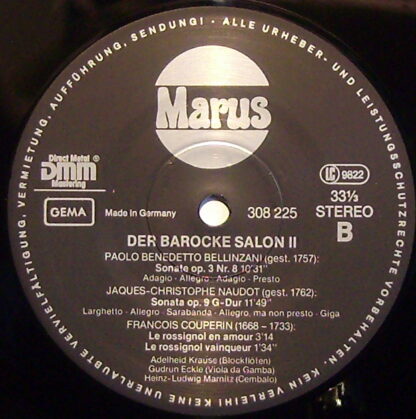 ALLE URHEBER- UND LEISTUNGSSCHUTZRECHTE VORBEHALTEN. KEIN VERLEIH! KEINE UNERLAUBTE VERVIELFÄLTIGUNG, VERMIETUNG, AUFFÜHRUNG, SENDUNG!
Marus
Direct Metal
DMM ®
Mastering
LC 9822
GEMA
Made in Germany
308 225
33⅓
STEREO
B
DER BAROCKE SALON II
PAOLO BENEDETTO BELLINZANI (gest. 1757):
Sonate op. 3 Nr. 8 10'31"
Adagio - Allegro - Adagio - Presto
JAQUES-CHRISTOPHE NAUDOT (gest. 1762):
Sonata op. 9 G-Dur 11'49"
Larghetto - Allegro - Sarabanda - Allegro, ma non presto - Giga
FRANCOIS COUPERIN (1668 – 1733):
Le rossignol en amour 3'14
Le rossignol vainqueur 1'34"
Adelheid Krause (Blockflöten)
Gudrun Eckle (Viola da Gamba)
Heinz-Ludwig Marnitz (Cembalo)